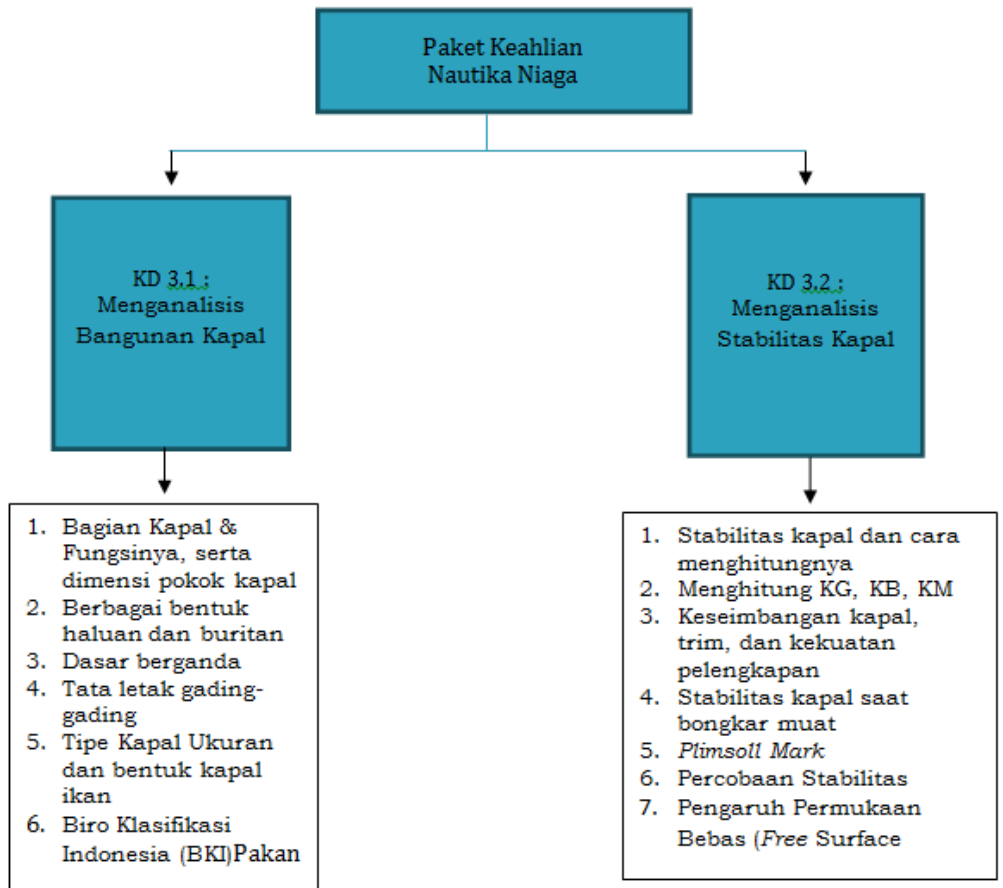 Paket Keahlian
Nautika Niaga
KD 3.1 :
Menganalisis
Bangunan Kapal
KD 3.2 :
Menganalisis
Stabilitas Kapal
1. Bagian Kapal &
Fungsinya, serta
dimensi pokok kapal
2. Berbagai bentuk
haluan dan buritan
3. Dasar berganda
4. Tata letak gading-
gading
5. Tipe Kapal Ukuran
dan bentuk kapal
ikan
6. Biro Klasifikasi
Indonesia (BKI)Pakan
1. Stabilitas kapal dan cara
menghitungnya
2. Menghitung KG, KB, KM
3. Keseimbangan kapal,
trim, dan kekuatan
pelengkapan
4. Stabilitas kapal saat
bongkar muat
5. Plimsoll Mark
6. Percobaan Stabilitas
7. Pengaruh Permukaan
Bebas (Free Surface